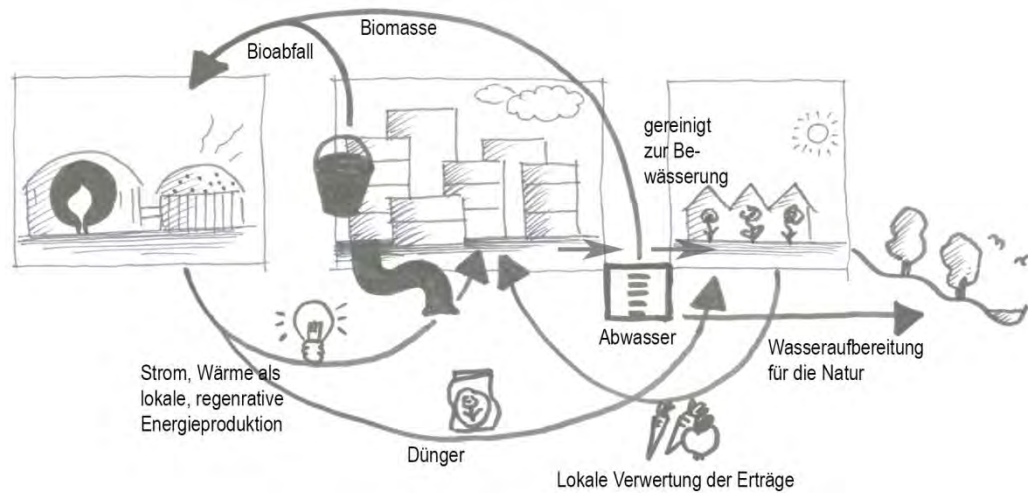 Biomasse
Bioabfall
gereinigt
zur Be-
wässerung
Abwasser
Wasseraufbereitung
für die Natur
Strom, Wärme als
lokale, regenrative
Energieproduktion
Dünger
Lokale Verwertung der Erträge